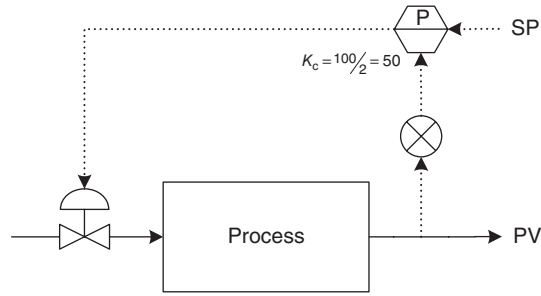 P
SP
K_c = 100/2 = 50
Process
PV